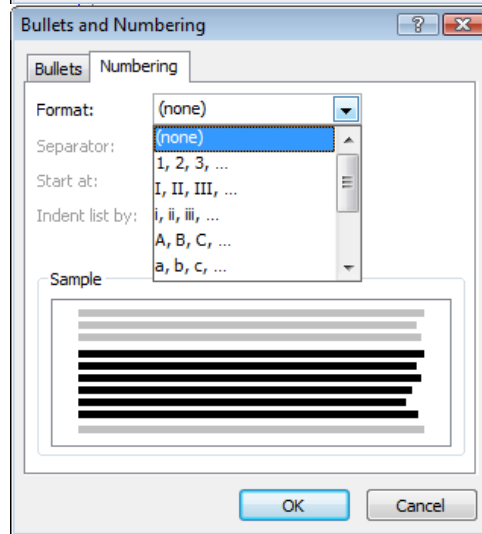 Bullets and Numbering
Bullets Numbering
Format: (none)
(none)
Separator:
1, 2, 3, ...
Start at:
I, II, III, ...
Indent list by:
i, ii, iii, ...
A, B, C, ...
a, b, c, ...
Sample
OK Cancel